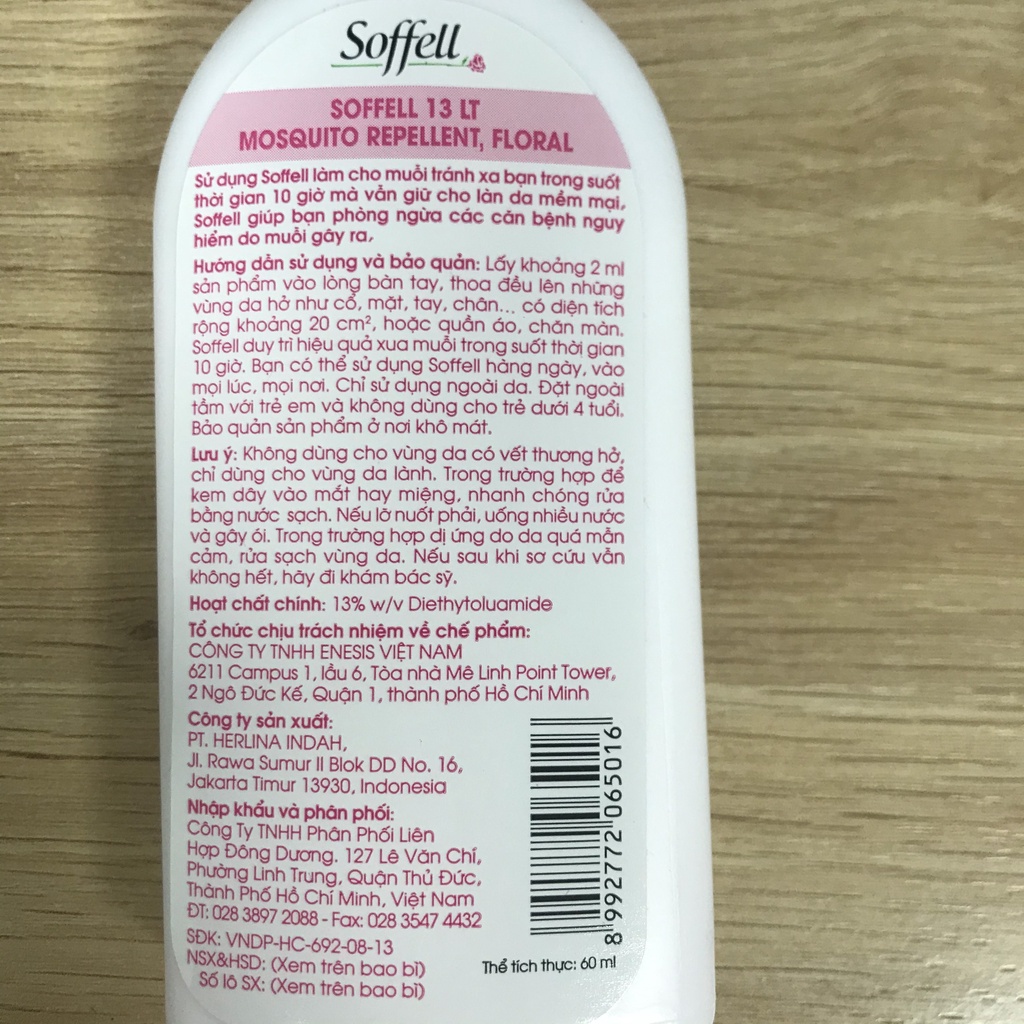 Soffell
SOFFELL 13 LT
MOSQUITO REPELLENT, FLORAL
Sử dụng Soffell làm cho muỗi tránh xa bạn trong suốt
thời gian 10 giờ mà vẫn giữ cho làn da mềm mại,
Soffell giúp bạn phòng ngừa các căn bệnh nguy
hiểm do muỗi gây ra,
Hướng dẫn sử dụng và bảo quản: Lấy khoảng 2 ml
sản phẩm vào lòng bàn tay, thoa đều lên những
vùng da hở như cổ, mặt, tay, chân... có diện tích
rộng khoảng 20 cm², hoặc quần áo, chăn màn.
Soffell duy trì hiệu quả xua muỗi trong suốt thời gian
10 giờ. Bạn có thể sử dụng Soffell hàng ngày, vào
mọi lúc, mọi nơi. Chỉ sử dụng ngoài da. Đặt ngoài
tầm với trẻ em và không dùng cho trẻ dưới 4 tuổi.
Bảo quản sản phẩm ở nơi khô mát.
Lưu ý: Không dùng cho vùng da có vết thương hở,
chỉ dùng cho vùng da lành. Trong trường hợp để
kem dây vào mắt hay miệng, nhanh chóng rửa
bằng nước sạch. Nếu lỡ nuốt phải, uống nhiều nước
và gây ói. Trong trường hợp dị ứng do da quá mẫn
cảm, rửa sạch vùng da. Nếu sau khi sơ cứu vẫn
không hết, hãy đi khám bác sỹ.
Hoạt chất chính: 13% w/v Diethytoluamide
Tổ chức chịu trách nhiệm về chế phẩm:
CÔNG TY TNHH ENESIS VIỆT NAM
6211 Campus 1, lầu 6, Tòa nhà Mê Linh Point Tower,
2 Ngô Đức Kế, Quận 1, thành phố Hồ Chí Minh
Công ty sản xuất:
PT. HERLINA INDAH,
Jl. Rawa Sumur II Blok DD No. 16,
Jakarta Timur 13930, Indonesia
Nhập khẩu và phân phối:
Công Ty TNHH Phân Phối Liên
Hợp Đông Dương. 127 Lê Văn Chí,
Phường Linh Trung, Quận Thủ Đức,
Thành Phố Hồ Chí Minh, Việt Nam
ĐT: 028 3897 2088 - Fax: 028 3547 4432
SĐK: VNDP-HC-692-08-13
NSX&HSD: (Xem trên bao bì)
Số lô SX: (Xem trên bao bì)
8 992772 065016
Thể tích thực: 60 ml